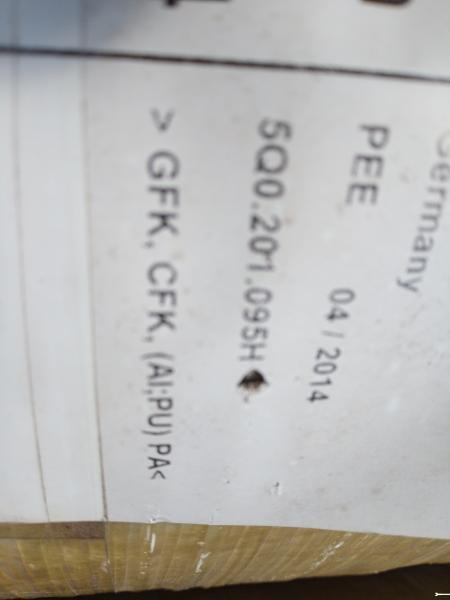 Germany
PEE 04 / 2014
5Q0.201.095H
> GFK, CFK, (Al;PU) PA<